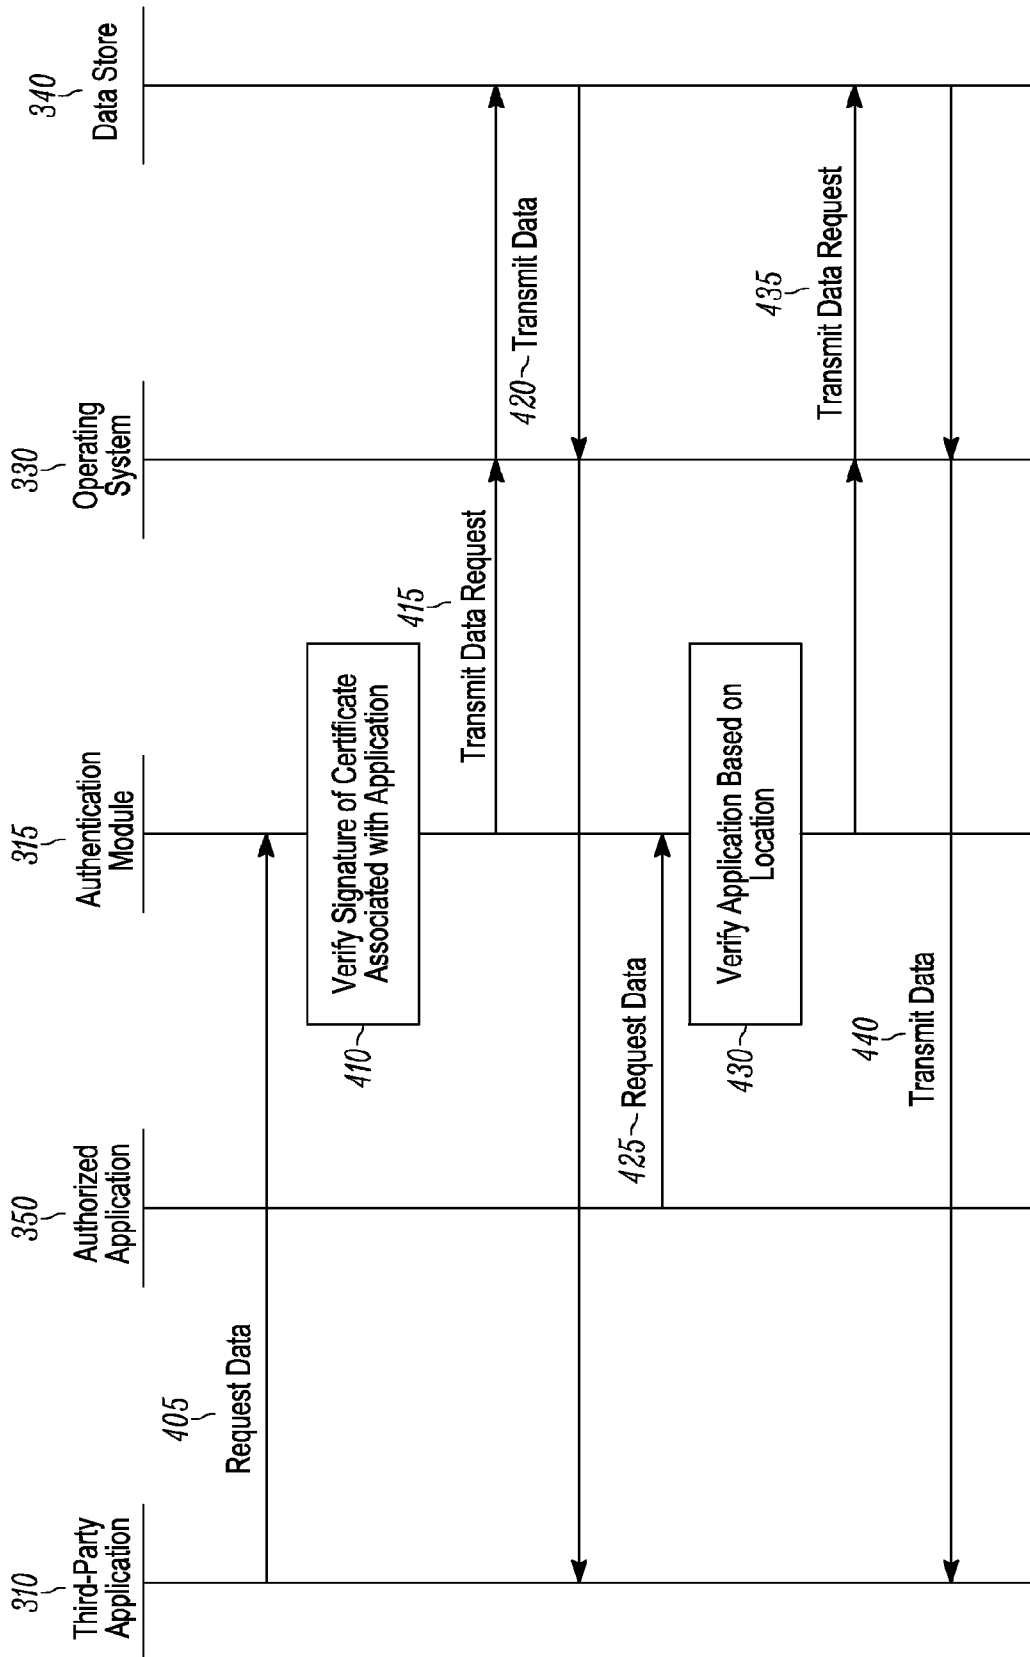 310
Third-Party
Application
350
Authorized
Application
315
Authentication
Module
330
Operating
System
340
Data Store
405
Request Data
410
Verify Signature of Certificate
Associated with Application
415
Transmit Data Request
420 Transmit Data
425 Request Data
430
Verify Application Based on
Location
435
Transmit Data Request
440
Transmit Data